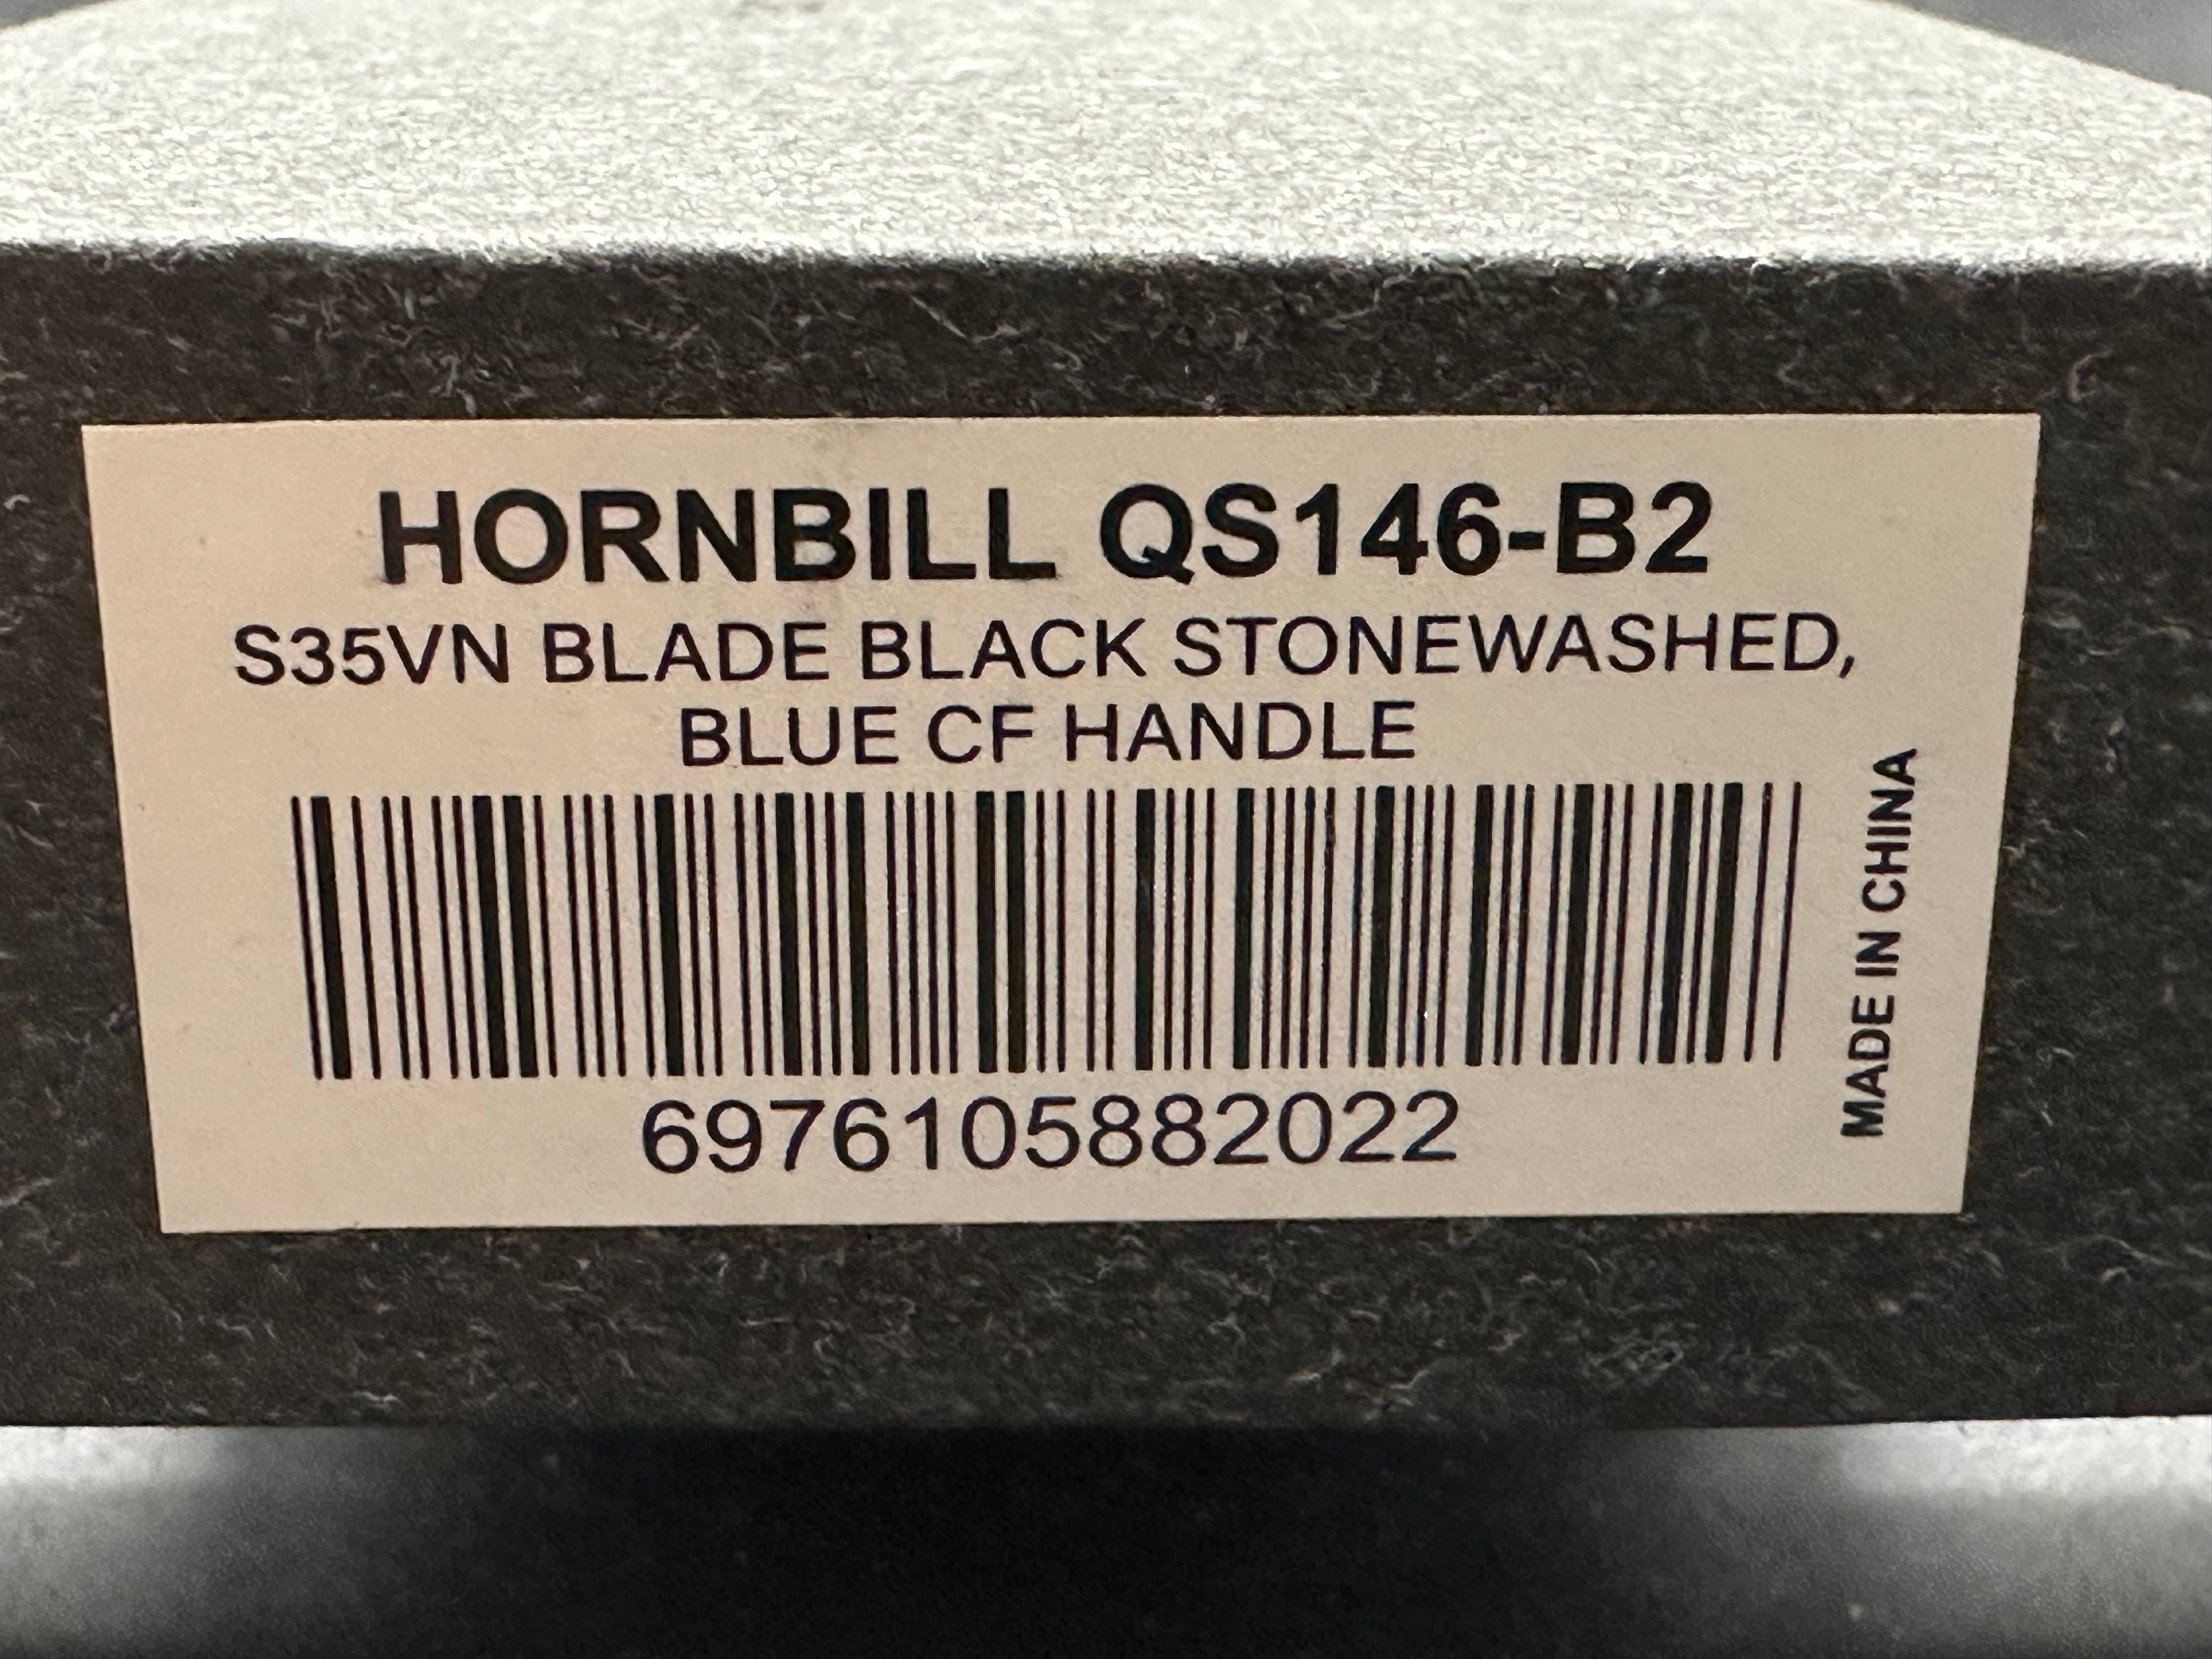 HORNBILL QS146-B2
S35VN BLADE BLACK STONEWASHED,
BLUE CF HANDLE
6976105882022
MADE IN CHINA